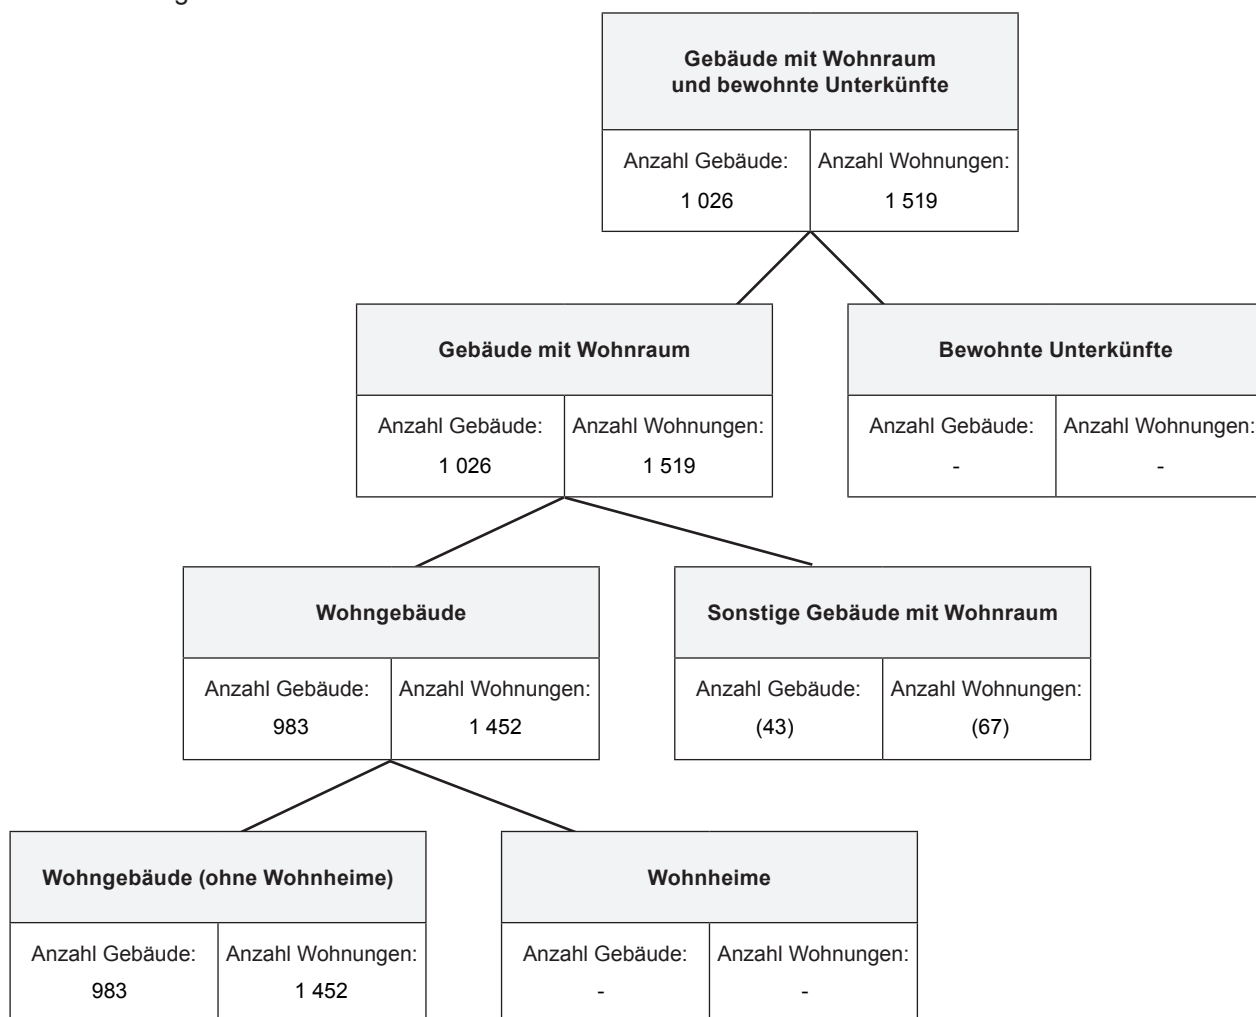 Gebäude mit Wohnraum
und bewohnte Unterkünfte
Anzahl Gebäude: Anzahl Wohnungen:
1 026 1 519
Gebäude mit Wohnraum Bewohnte Unterkünfte
Anzahl Gebäude: Anzahl Wohnungen: Anzahl Gebäude: Anzahl Wohnungen:
1 026 1 519 - -
Wohngebäude Sonstige Gebäude mit Wohnraum
Anzahl Gebäude: Anzahl Wohnungen: Anzahl Gebäude: Anzahl Wohnungen:
983 1 452 (43) (67)
Wohngebäude (ohne Wohnheime) Wohnheime
Anzahl Gebäude: Anzahl Wohnungen: Anzahl Gebäude: Anzahl Wohnungen:
983 1 452 - -